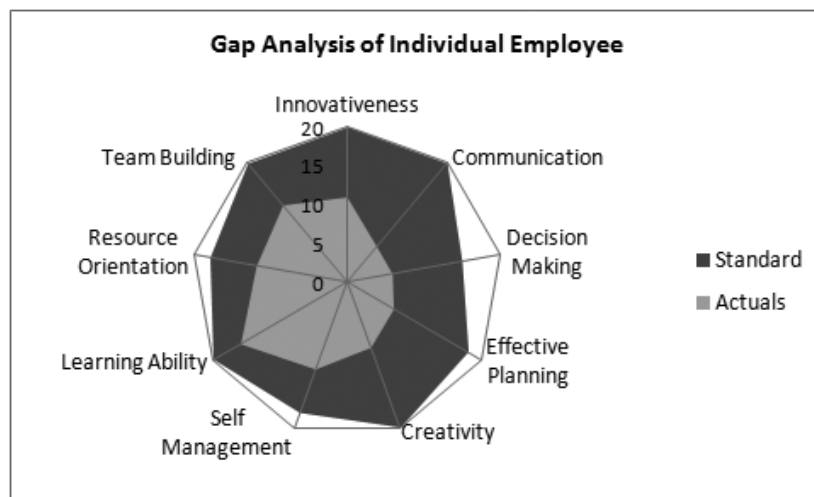 Gap Analysis of Individual Employee
Innovativeness
20
15
10
5
0
Communication
Decision
Making
Effective
Planning
Creativity
Self
Management
Learning Ability
Resource
Orientation
Team Building
Standard
Actuals